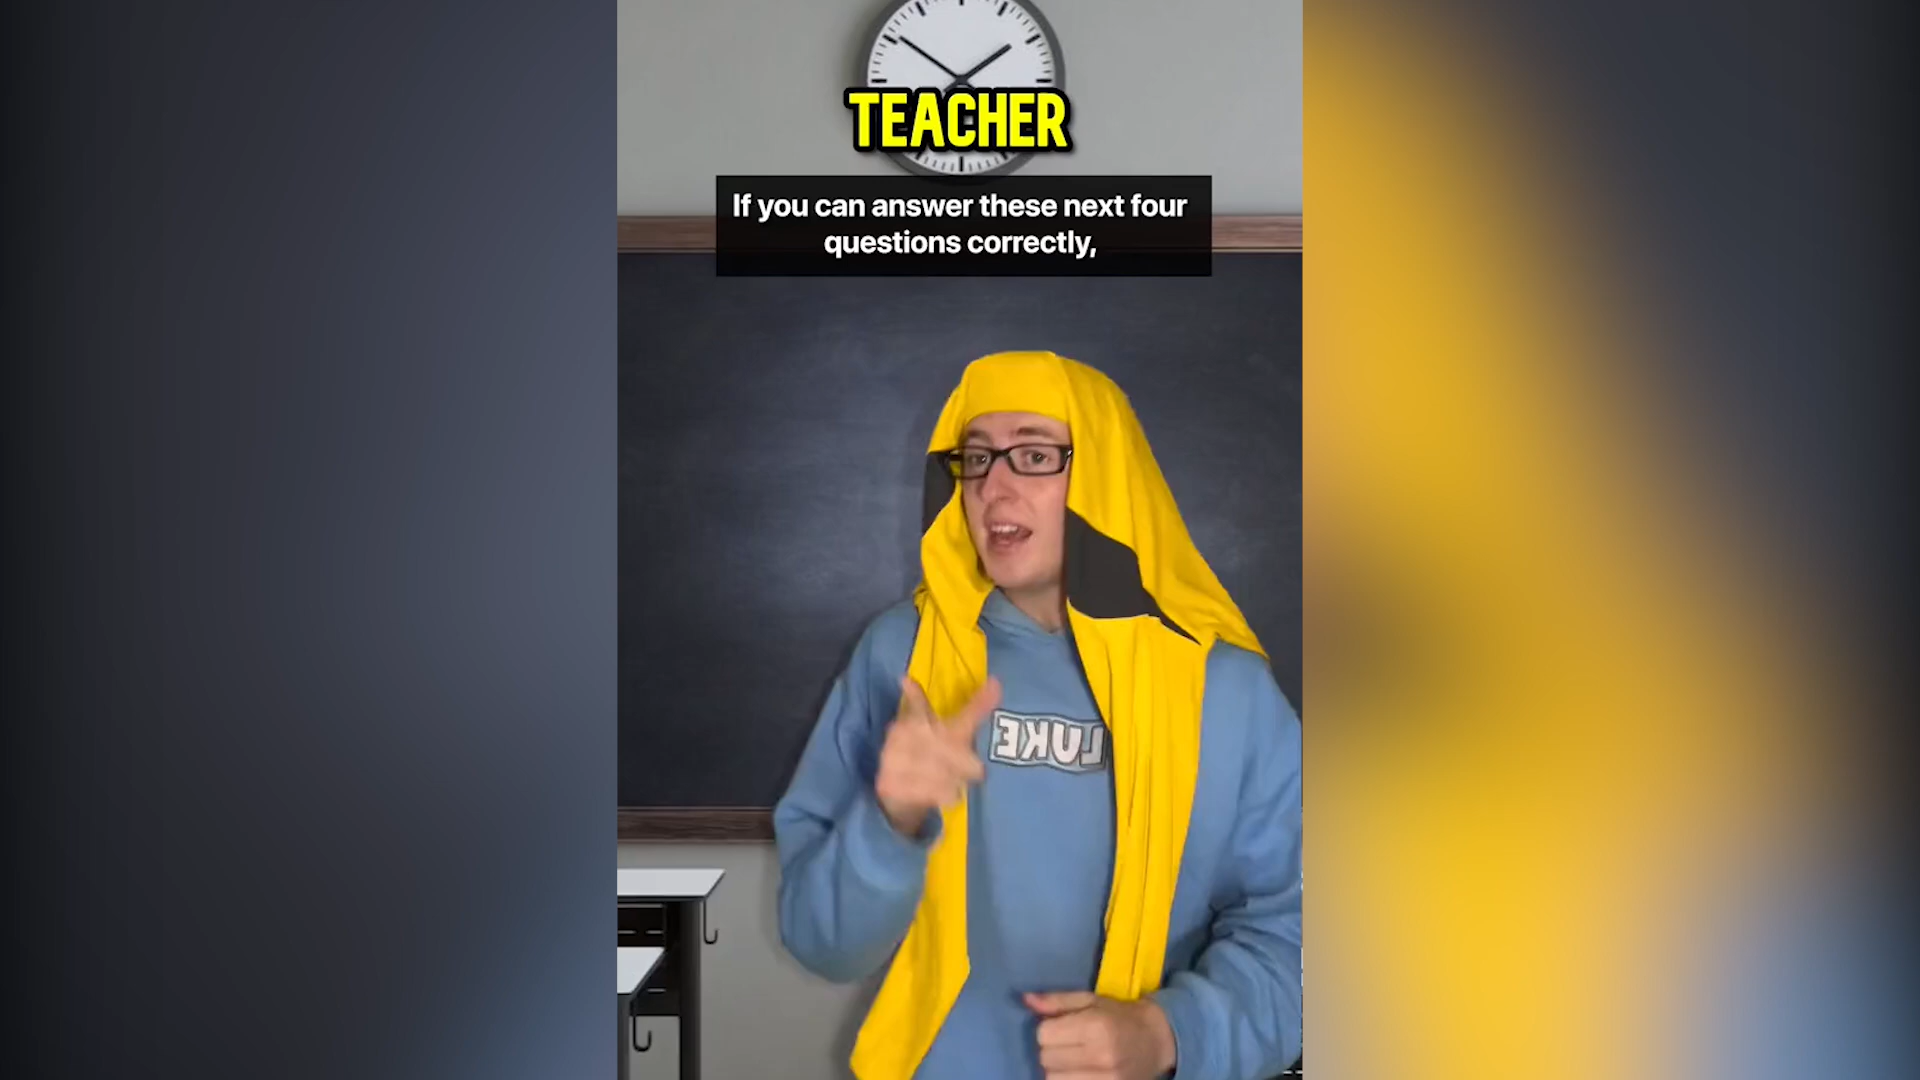 TEACHER
If you can answer these next four
questions correctly,
LUKE